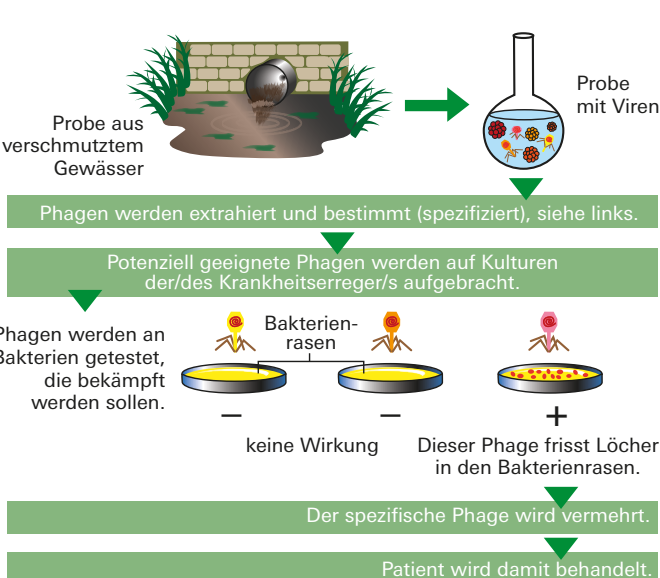 Probe aus
verschmutztem
Gewässer
Probe
mit Viren
Phagen werden extrahiert und bestimmt (spezifiziert), siehe links.
Potenziell geeignete Phagen werden auf Kulturen
der/des Krankheitserreger/s aufgebracht.
Phagen werden an
Bakterien getestet,
die bekämpft
werden sollen.
Bakterien-
rasen
–
–
+
keine Wirkung
Dieser Phage frisst Löcher
in den Bakterienrasen.
Der spezifische Phage wird vermehrt.
Patient wird damit behandelt.